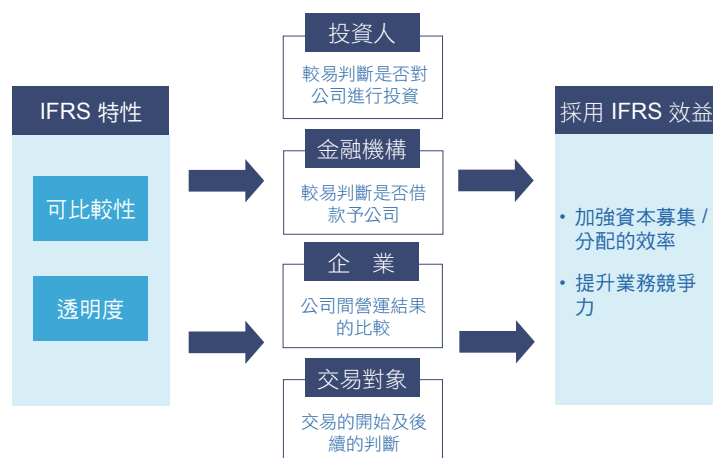 IFRS 特性
可比較性
透明度
投資人
較易判斷是否對
公司進行投資
金融機構
較易判斷是否借
款予公司
企　業
公司間營運結果
的比較
交易對象
交易的開始及後
續的判斷
採用 IFRS 效益
• 加強資本募集 /
分配的效率
• 提升業務競爭
力